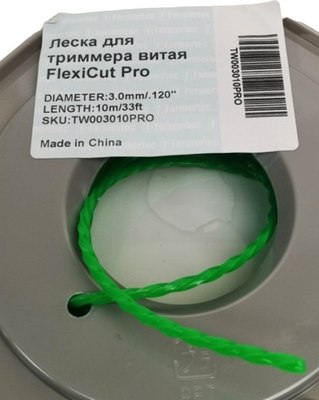 Леска для
триммера витая
FlexiCut Pro
DIAMETER:3.0mm/.120"
LENGTH:10m/33ft
SKU:TW003010PRO
Made in China
TW003010PRO